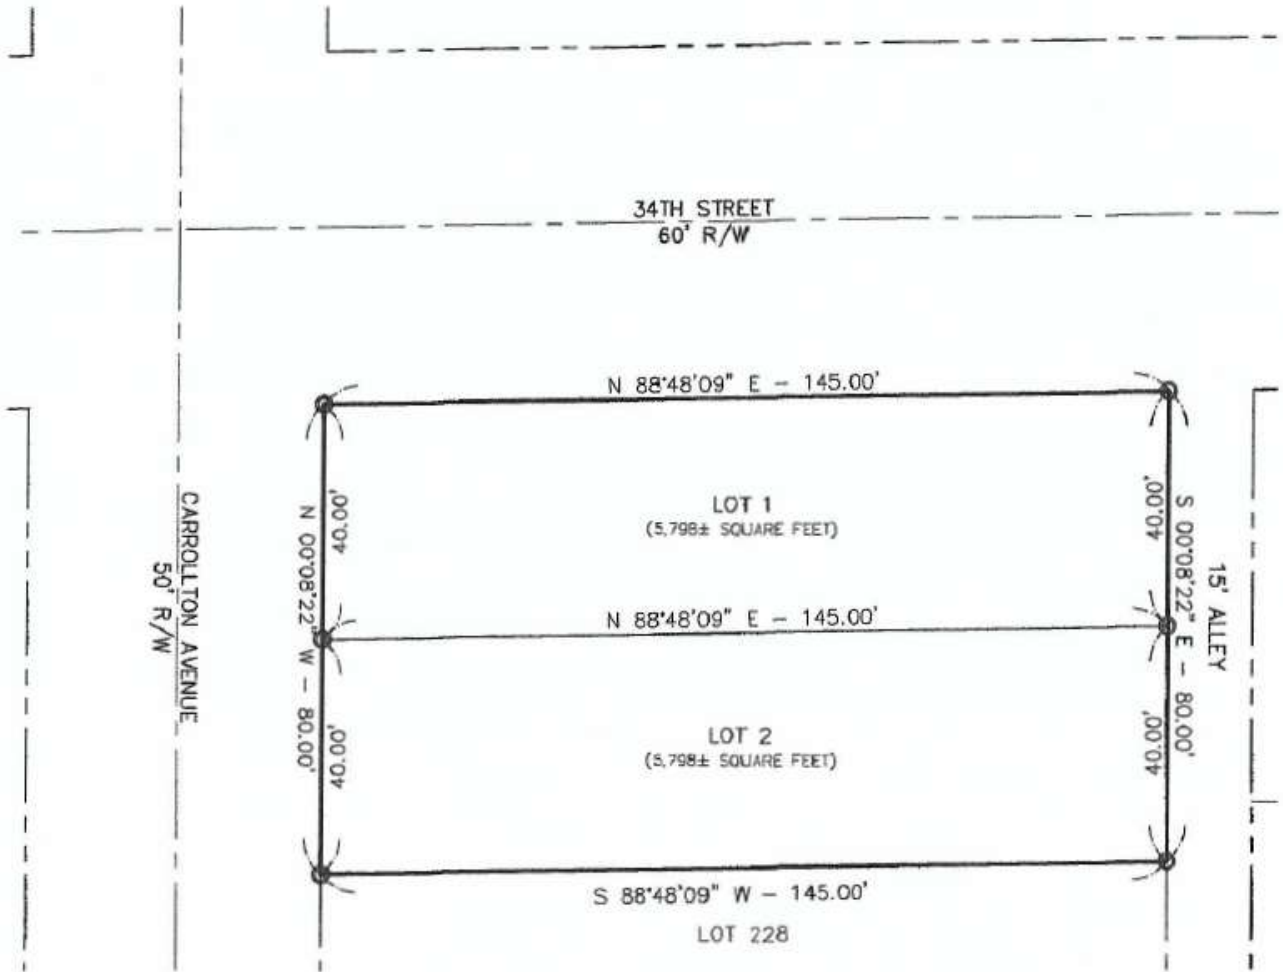 34TH STREET
60' R/W
N 88°48'09" E - 145.00'
40.00'
40.00'
LOT 1
(5,798± SQUARE FEET)
N 00°08'22" W - 80.00'
S 00°08'22" E - 80.00'
CARROLLTON AVENUE
50' R/W
15' ALLEY
N 88°48'09" E - 145.00'
40.00'
40.00'
LOT 2
(5,798± SQUARE FEET)
S 88°48'09" W - 145.00'
LOT 228